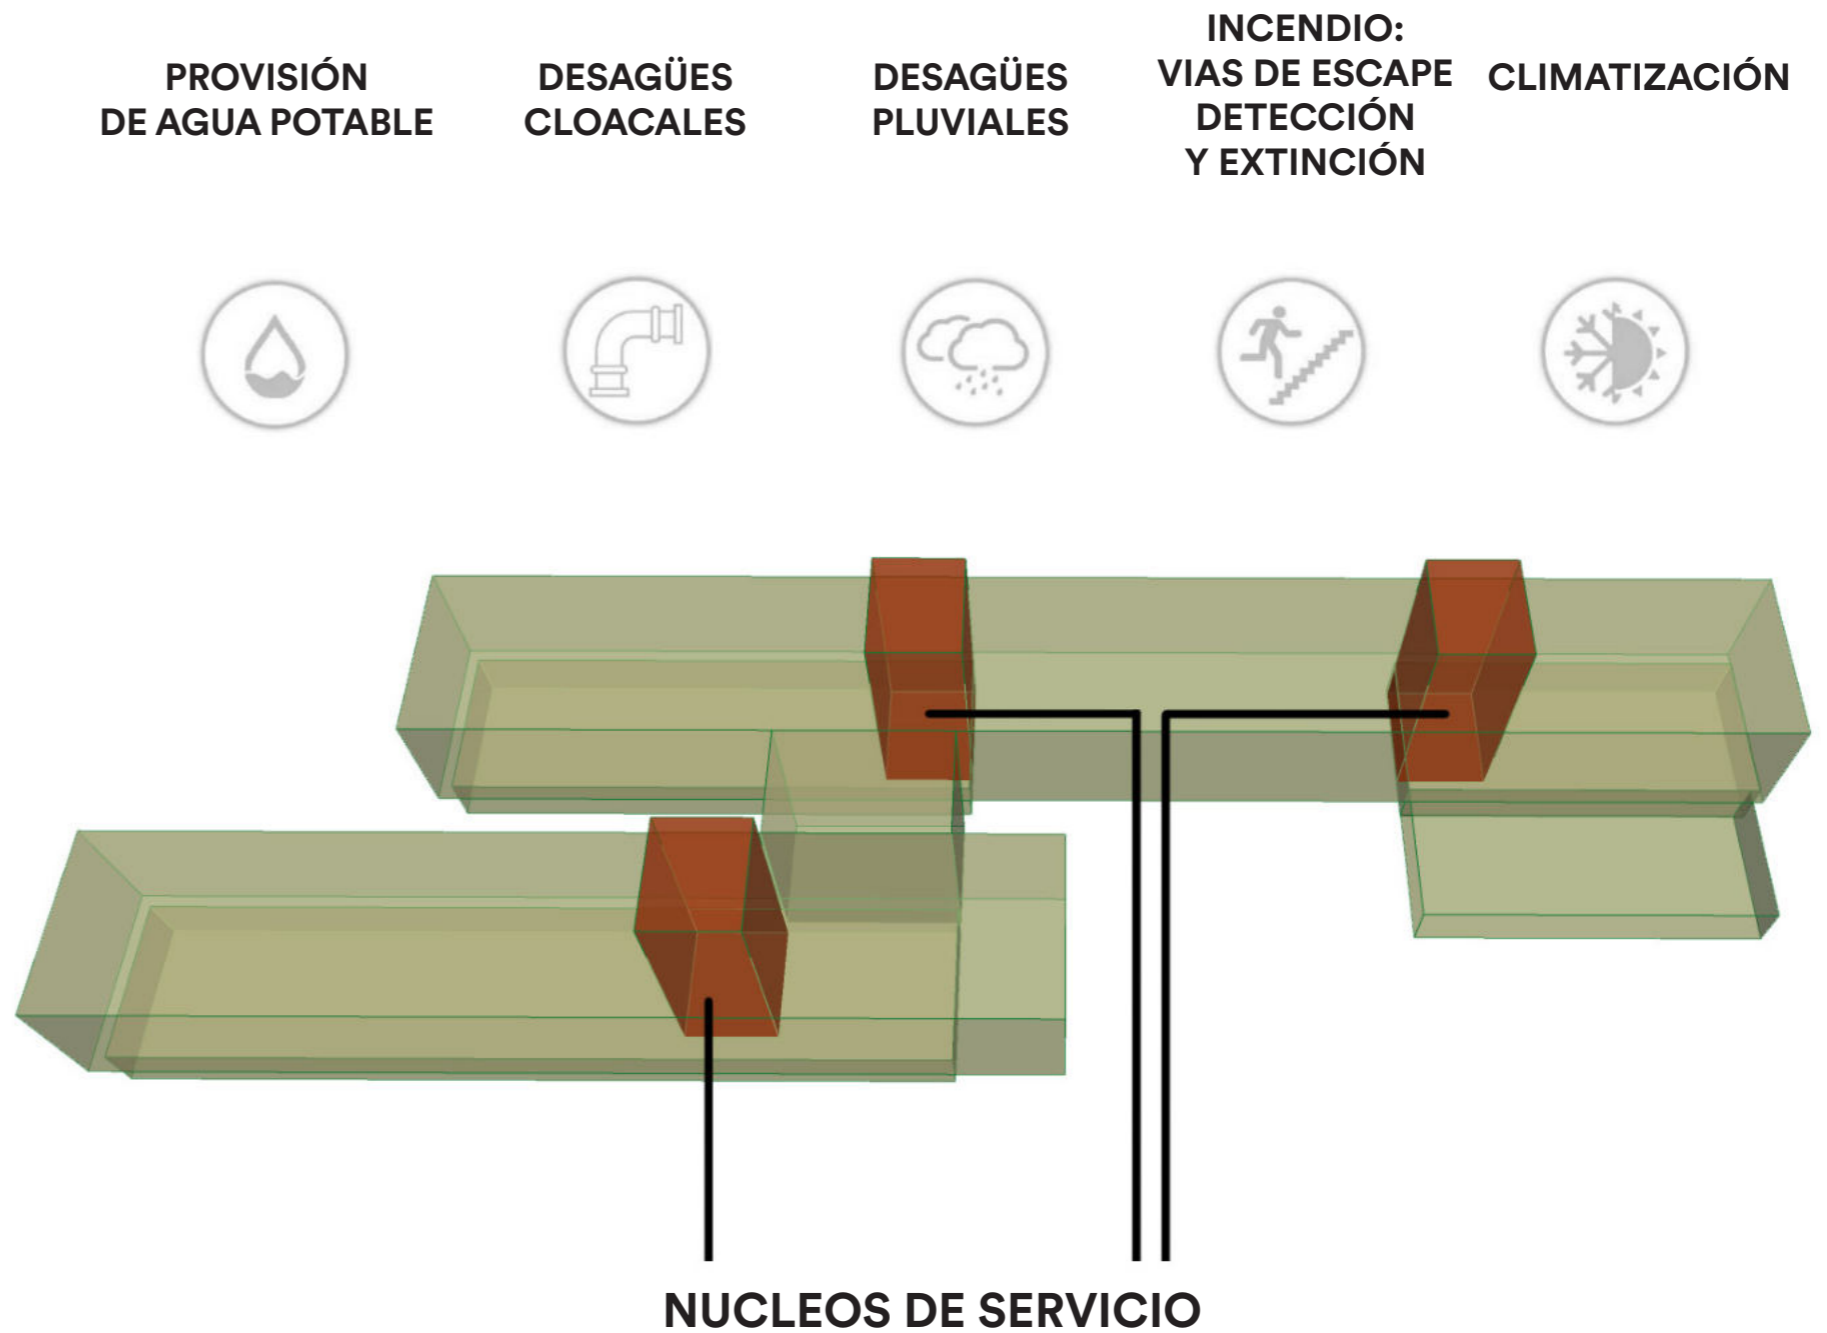 PROVISIÓN
DE AGUA POTABLE
DESAGÜES
CLOACALES
DESAGÜES
PLUVIALES
INCENDIO:
VIAS DE ESCAPE
DETECCIÓN
Y EXTINCIÓN
CLIMATIZACIÓN
NUCLEOS DE SERVICIO